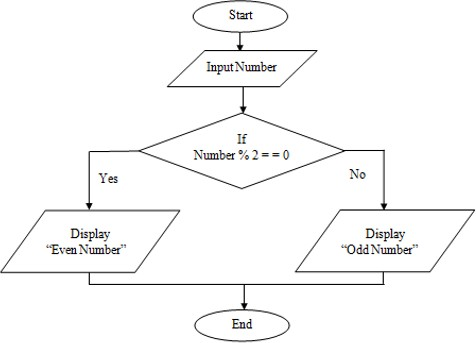 Start
Input Number
If
Number % 2 = = 0
Yes
No
Display
“Even Number”
Display
“Odd Number”
End